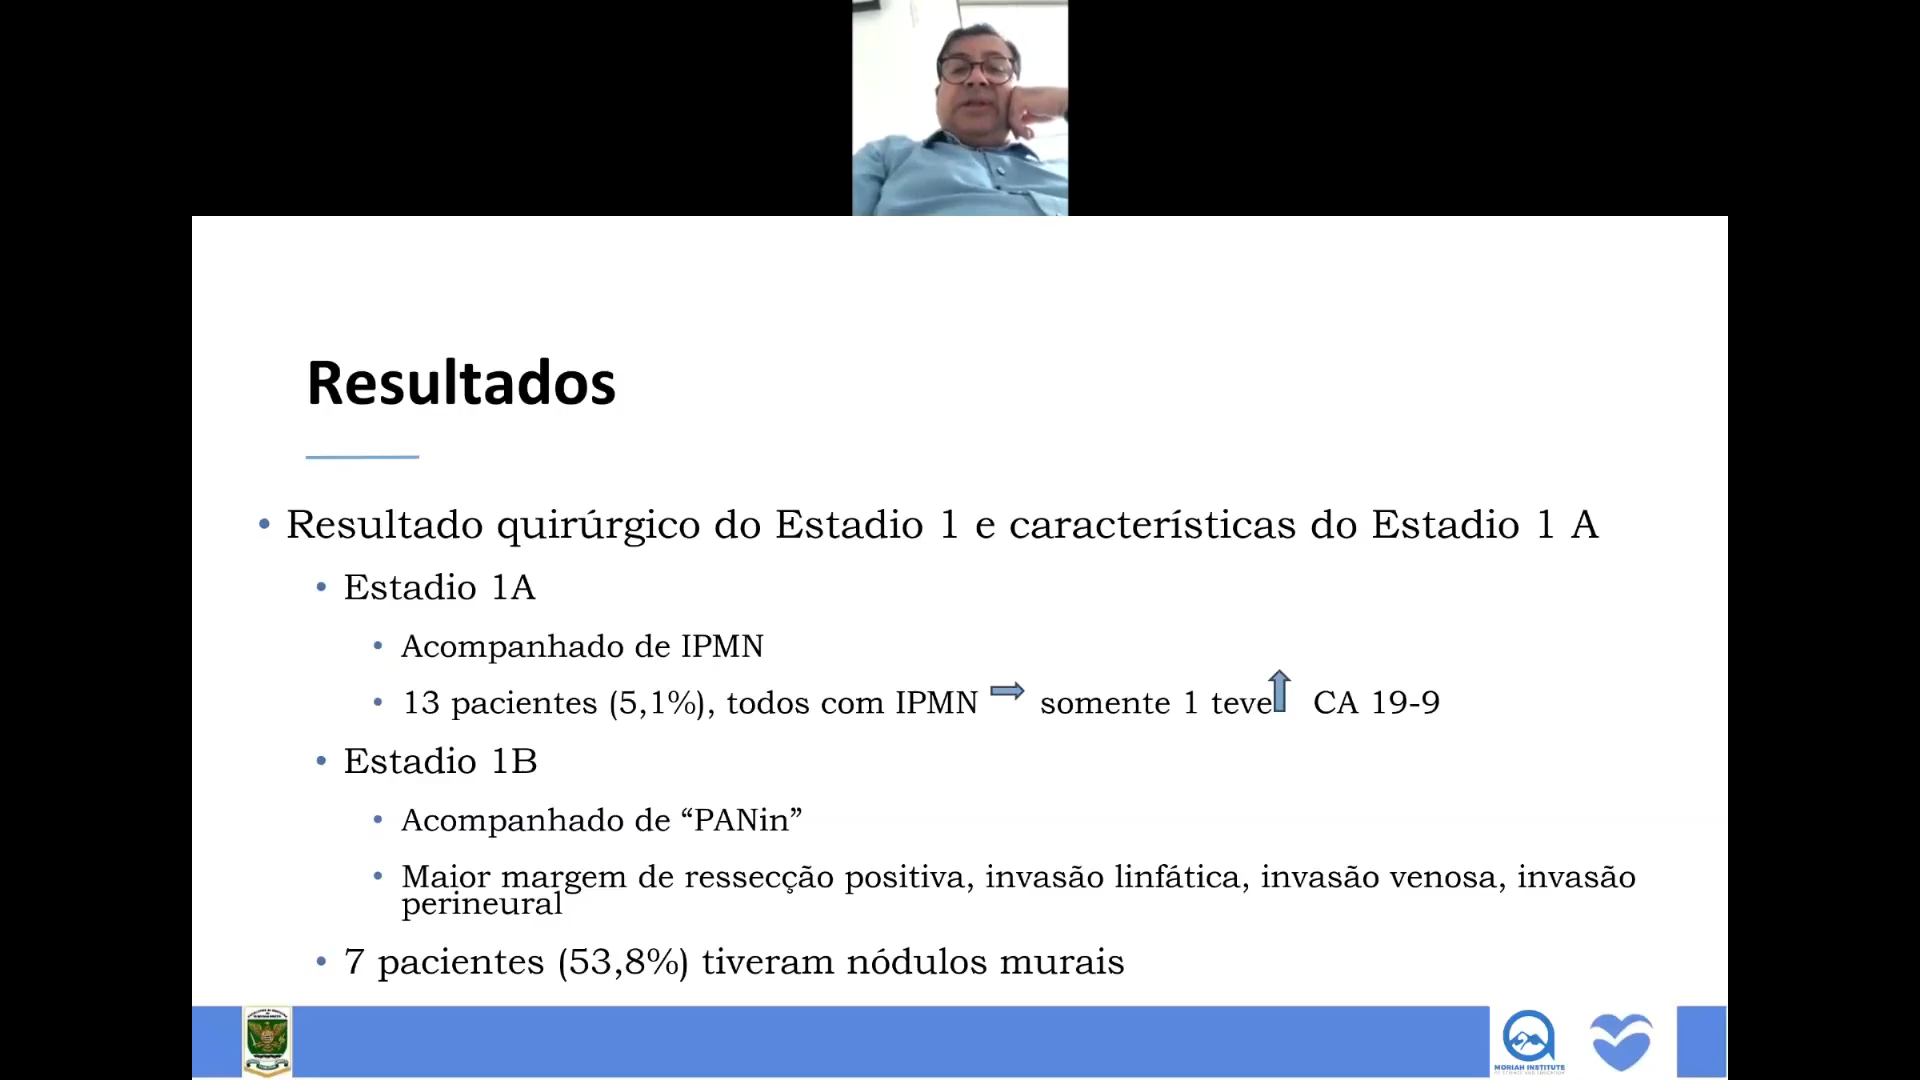 Resultados
• Resultado quirúrgico do Estadio 1 e características do Estadio 1 A
• Estadio 1A
• Acompanhado de IPMN
• 13 pacientes (5,1%), todos com IPMN somente 1 teve CA 19-9
• Estadio 1B
• Acompanhado de “PANin”
• Maior margem de ressecção positiva, invasão linfática, invasão venosa, invasão
perineural
• 7 pacientes (53,8%) tiveram nódulos murais
MORIAH INSTITUTE